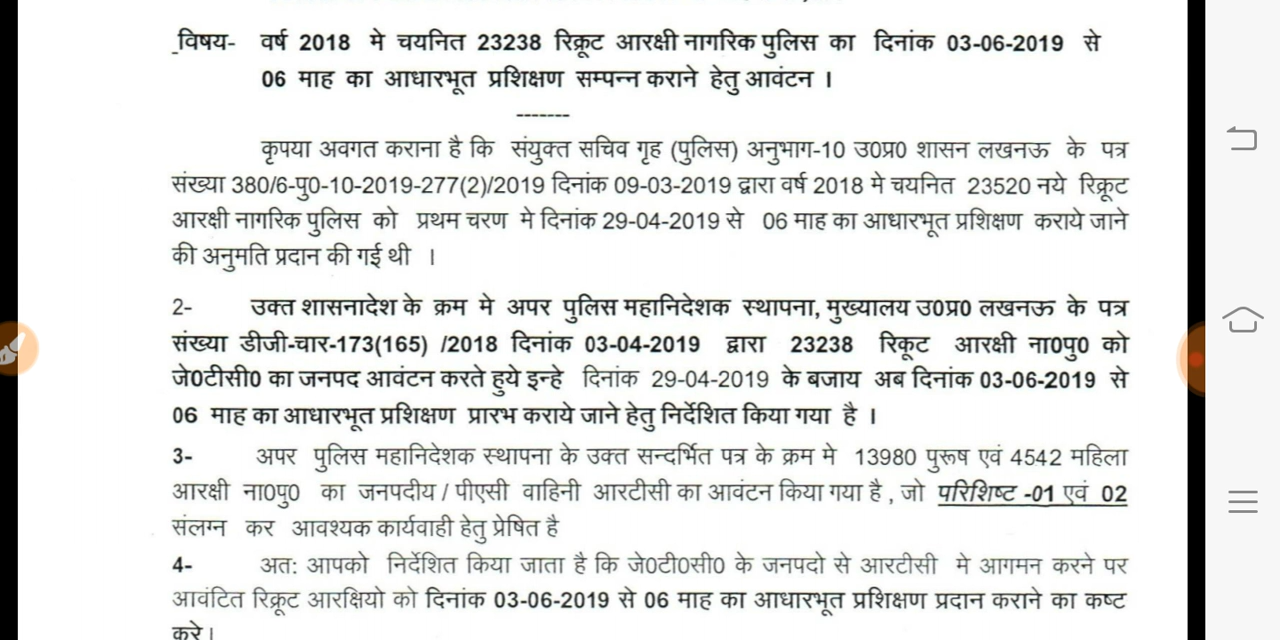 विषय- वर्ष 2018 मे चयनित 23238 रिक्रूट आरक्षी नागरिक पुलिस का दिनांक 03-06-2019 से
06 माह का आधारभूत प्रशिक्षण सम्पन्न कराने हेतु आवंटन ।
-------
कृपया अवगत कराना है कि संयुक्त सचिव गृह (पुलिस) अनुभाग-10 उ0प्र0 शासन लखनऊ के पत्र
संख्या 380/6-पु0-10-2019-277(2)/2019 दिनांक 09-03-2019 द्वारा वर्ष 2018 मे चयनित 23520 नये रिक्रूट
आरक्षी नागरिक पुलिस को प्रथम चरण मे दिनांक 29-04-2019 से 06 माह का आधारभूत प्रशिक्षण कराये जाने
की अनुमति प्रदान की गई थी ।
2- उक्त शासनादेश के क्रम मे अपर पुलिस महानिदेशक स्थापना, मुख्यालय उ0प्र0 लखनऊ के पत्र
संख्या डीजी-चार-173(165) /2018 दिनांक 03-04-2019 द्वारा 23238 रिकूट आरक्षी ना0पु0 को
जे0टीसी0 का जनपद आवंटन करते हुये इन्हे दिनांक 29-04-2019 के बजाय अब दिनांक 03-06-2019 से
06 माह का आधारभूत प्रशिक्षण प्रारभ कराये जाने हेतु निर्देशित किया गया है ।
3- अपर पुलिस महानिदेशक स्थापना के उक्त सन्दर्भित पत्र के क्रम मे 13980 पुरूष एवं 4542 महिला
आरक्षी ना0पु0 का जनपदीय / पीएसी वाहिनी आरटीसी का आवंटन किया गया है , जो परिशिष्ट -01 एवं 02
संलग्न कर आवश्यक कार्यवाही हेतु प्रेषित है
4- अत: आपको निर्देशित किया जाता है कि जे0टी0सी0 के जनपदो से आरटीसी मे आगमन करने पर
आवंटित रिक्रूट आरक्षियो को दिनांक 03-06-2019 से 06 माह का आधारभूत प्रशिक्षण प्रदान कराने का कष्ट
करे।